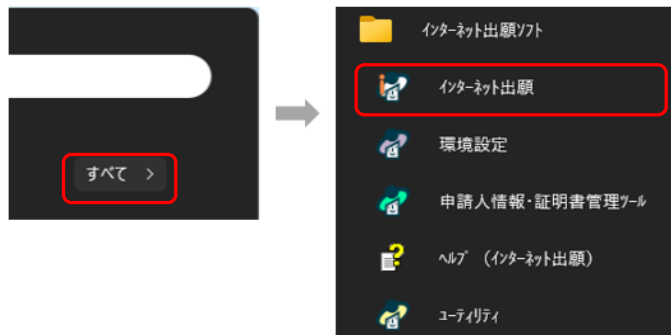 すべて >
インターネット出願ソフト
インターネット出願
環境設定
申請人情報・証明書管理ツール
ヘルプ （インターネット出願）
ユーティリティ